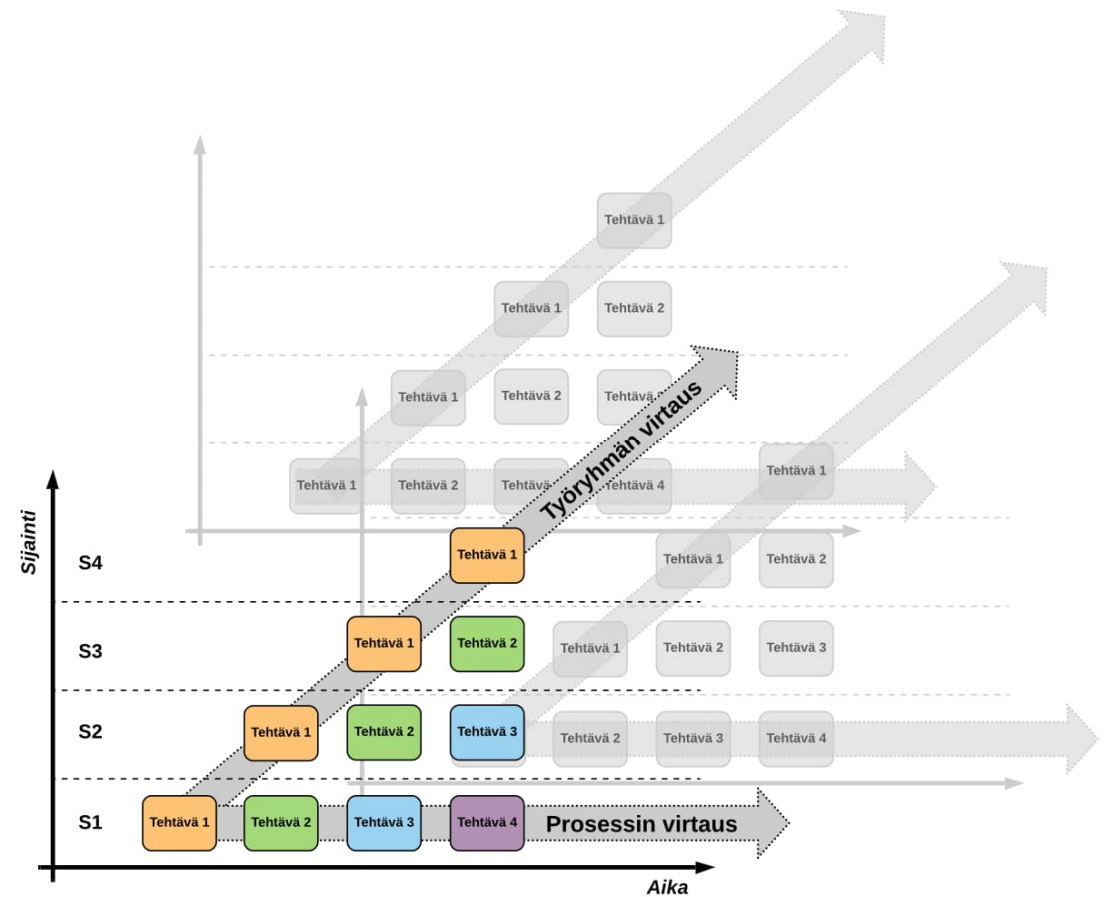 Tehtävä 1
Tehtävä 1 Tehtävä 2
Tehtävä 1 Tehtävä 2 Tehtävä
Tehtävä 1 Tehtävä 2 Tehtävä Tehtävä 4
Työryhmän virtaus
Tehtävä 1
Tehtävä 1 Tehtävä 2
Tehtävä 1 Tehtävä 2 Tehtävä 3
Tehtävä 2 Tehtävä 3 Tehtävä 4
Sijainti
S4 Tehtävä 1
S3 Tehtävä 1 Tehtävä 2
S2 Tehtävä 1 Tehtävä 2 Tehtävä 3
S1 Tehtävä 1 Tehtävä 2 Tehtävä 3 Tehtävä 4 Prosessin virtaus
Aika